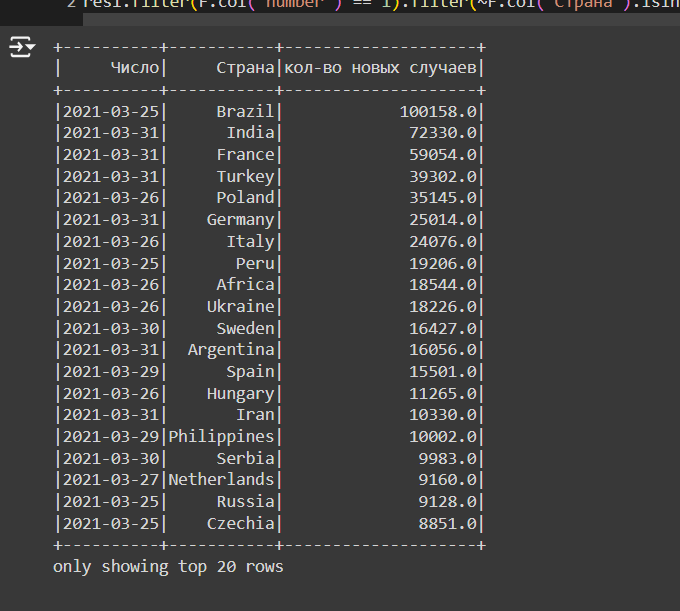 2 res1.filter(F.col('number') == 1).filter(~F.col('Страна').isin
+----------+-----------+-------------------+
|     Число|     Страна|кол-во новых случаев|
+----------+-----------+-------------------+
|2021-03-25|     Brazil|           100158.0|
|2021-03-31|      India|            72330.0|
|2021-03-31|     France|            59054.0|
|2021-03-31|     Turkey|            39302.0|
|2021-03-26|     Poland|            35145.0|
|2021-03-31|    Germany|            25014.0|
|2021-03-26|      Italy|            24076.0|
|2021-03-25|       Peru|            19206.0|
|2021-03-26|     Africa|            18544.0|
|2021-03-26|    Ukraine|            18226.0|
|2021-03-30|     Sweden|            16427.0|
|2021-03-31|  Argentina|            16056.0|
|2021-03-29|      Spain|            15501.0|
|2021-03-26|    Hungary|            11265.0|
|2021-03-31|       Iran|            10330.0|
|2021-03-29|Philippines|            10002.0|
|2021-03-30|     Serbia|             9983.0|
|2021-03-27|Netherlands|             9160.0|
|2021-03-25|     Russia|             9128.0|
|2021-03-25|    Czechia|             8851.0|
+----------+-----------+-------------------+
only showing top 20 rows